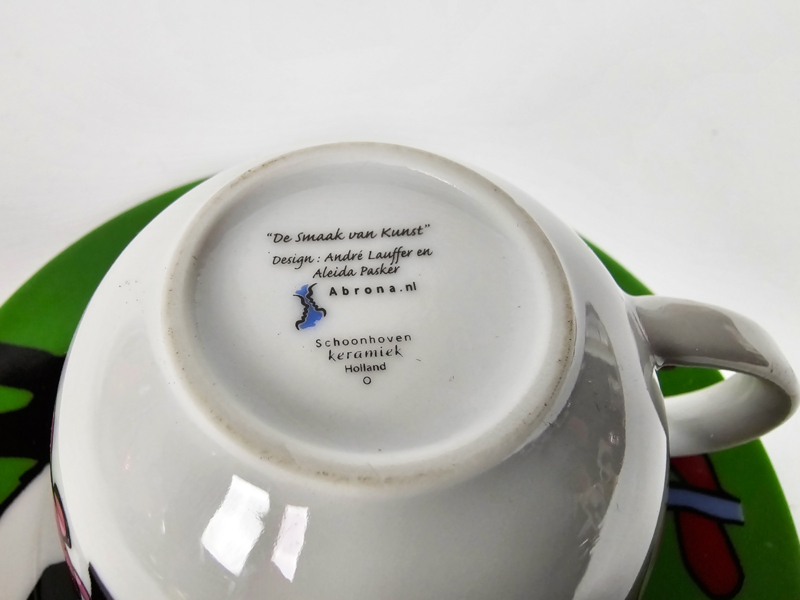 "De Smaak van Kunst"
Design : André Lauffer en
Aleida Pasker
Abrona.nl
Schoonhoven
keramiek
Holland